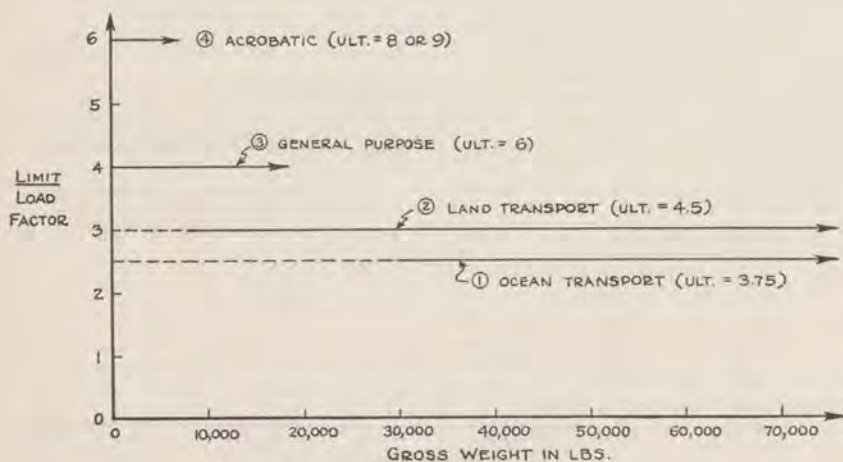 6
④ ACROBATIC (ULT. = 8 OR 9)
5
③ GENERAL PURPOSE (ULT. = 6)
4
LIMIT
LOAD
FACTOR
② LAND TRANSPORT (ULT. = 4.5)
3
① OCEAN TRANSPORT (ULT. = 3.75)
2
1
0
0 10,000 20,000 30,000 40,000 50,000 60,000 70,000
GROSS WEIGHT IN LBS.